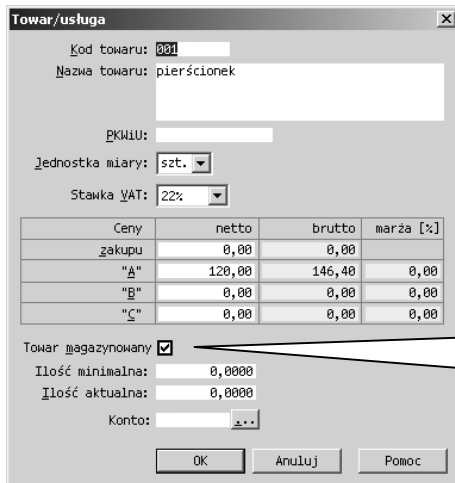 Towar/usługa
Kod towaru: 001
Nazwa towaru: pierścionek
PKWiU:
Jednostka miary: szt.
Stawka VAT: 22%
Ceny netto brutto marża [%]
zakupu 0,00 0,00
"A" 120,00 146,40 0,00
"B" 0,00 0,00 0,00
"C" 0,00 0,00 0,00
Towar magazynowany
Ilość minimalna: 0,0000
Ilość aktualna: 0,0000
Konto: ...
OK Anuluj Pomoc